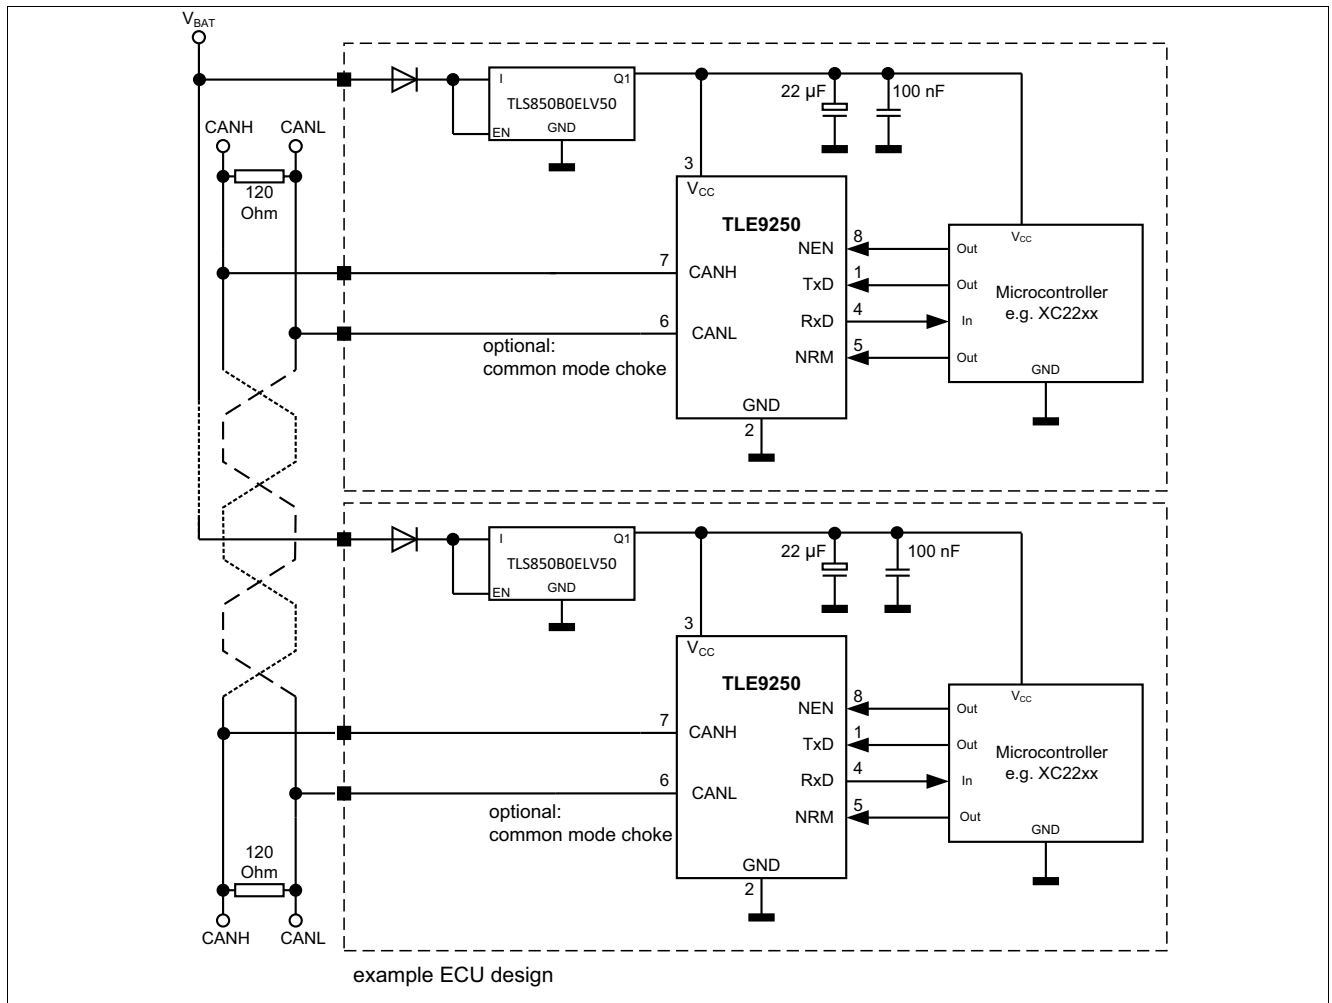 VBAT
I
Q1
22 µF
100 nF
TLS850B0ELV50
EN
GND
CANH
CANL
120
Ohm
3
VCC
TLE9250
NEN
8
Out
VCC
7
CANH
TxD
1
Out
Microcontroller
e.g. XC22xx
6
CANL
RxD
4
In
optional:
common mode choke
NRM
5
Out
GND
GND
2
I
Q1
22 µF
100 nF
TLS850B0ELV50
EN
GND
3
VCC
TLE9250
NEN
8
Out
VCC
7
CANH
TxD
1
Out
Microcontroller
e.g. XC22xx
6
CANL
RxD
4
In
optional:
common mode choke
NRM
5
Out
GND
GND
2
120
Ohm
CANH
CANL
example ECU design